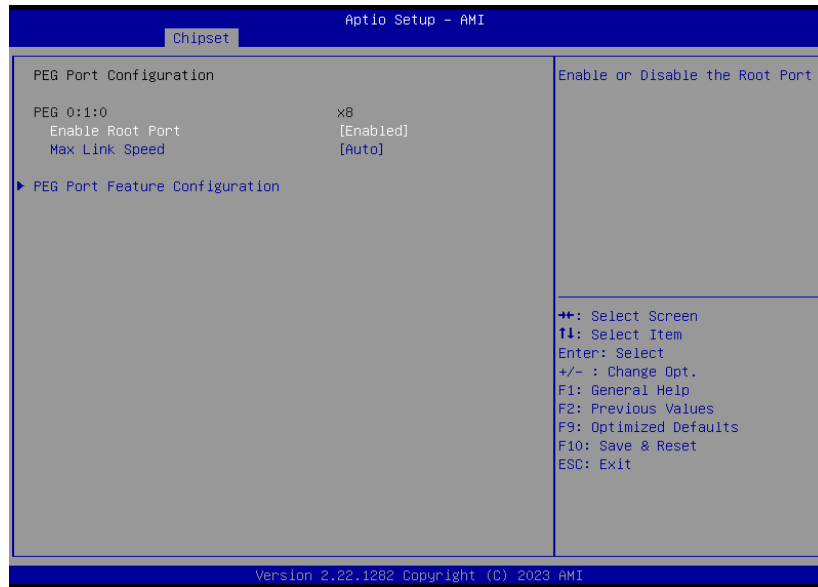 Aptio Setup - AMI
Chipset
PEG Port Configuration
PEG 0:1:0 x8
Enable Root Port [Enabled]
Max Link Speed [Auto]
PEG Port Feature Configuration
Enable or Disable the Root Port
→←: Select Screen
↑↓: Select Item
Enter: Select
+/- : Change Opt.
F1: General Help
F2: Previous Values
F9: Optimized Defaults
F10: Save & Reset
ESC: Exit
Version 2.22.1282 Copyright (C) 2023 AMI